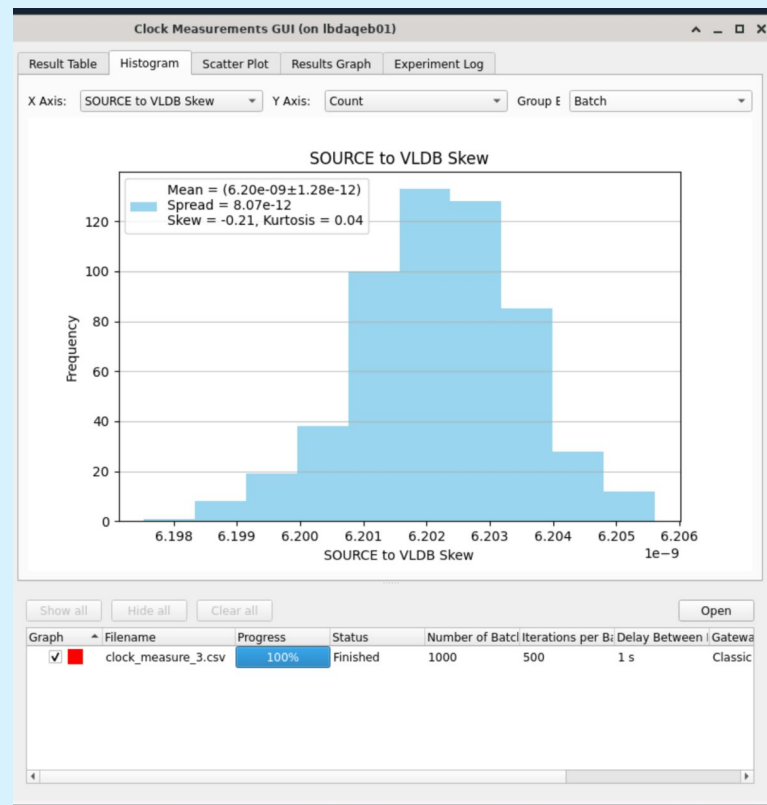 Clock Measurements GUI (on lbdaqeb01)
Result Table Histogram Scatter Plot Results Graph Experiment Log
X Axis: SOURCE to VLDB Skew Y Axis: Count Group E Batch
SOURCE to VLDB Skew
Mean = (6.20e-09±1.28e-12)
Spread = 8.07e-12
Skew = -0.21, Kurtosis = 0.04
120
100
80
60
40
20
0
Frequency
6.198 6.199 6.200 6.201 6.202 6.203 6.204 6.205 6.206
1e−9
SOURCE to VLDB Skew
Show all Hide all Clear all Open
Graph Filename Progress Status Number of Batcl Iterations per Ba Delay Between I Gatewa
clock_measure_3.csv 100% Finished 1000 500 1 s Classic